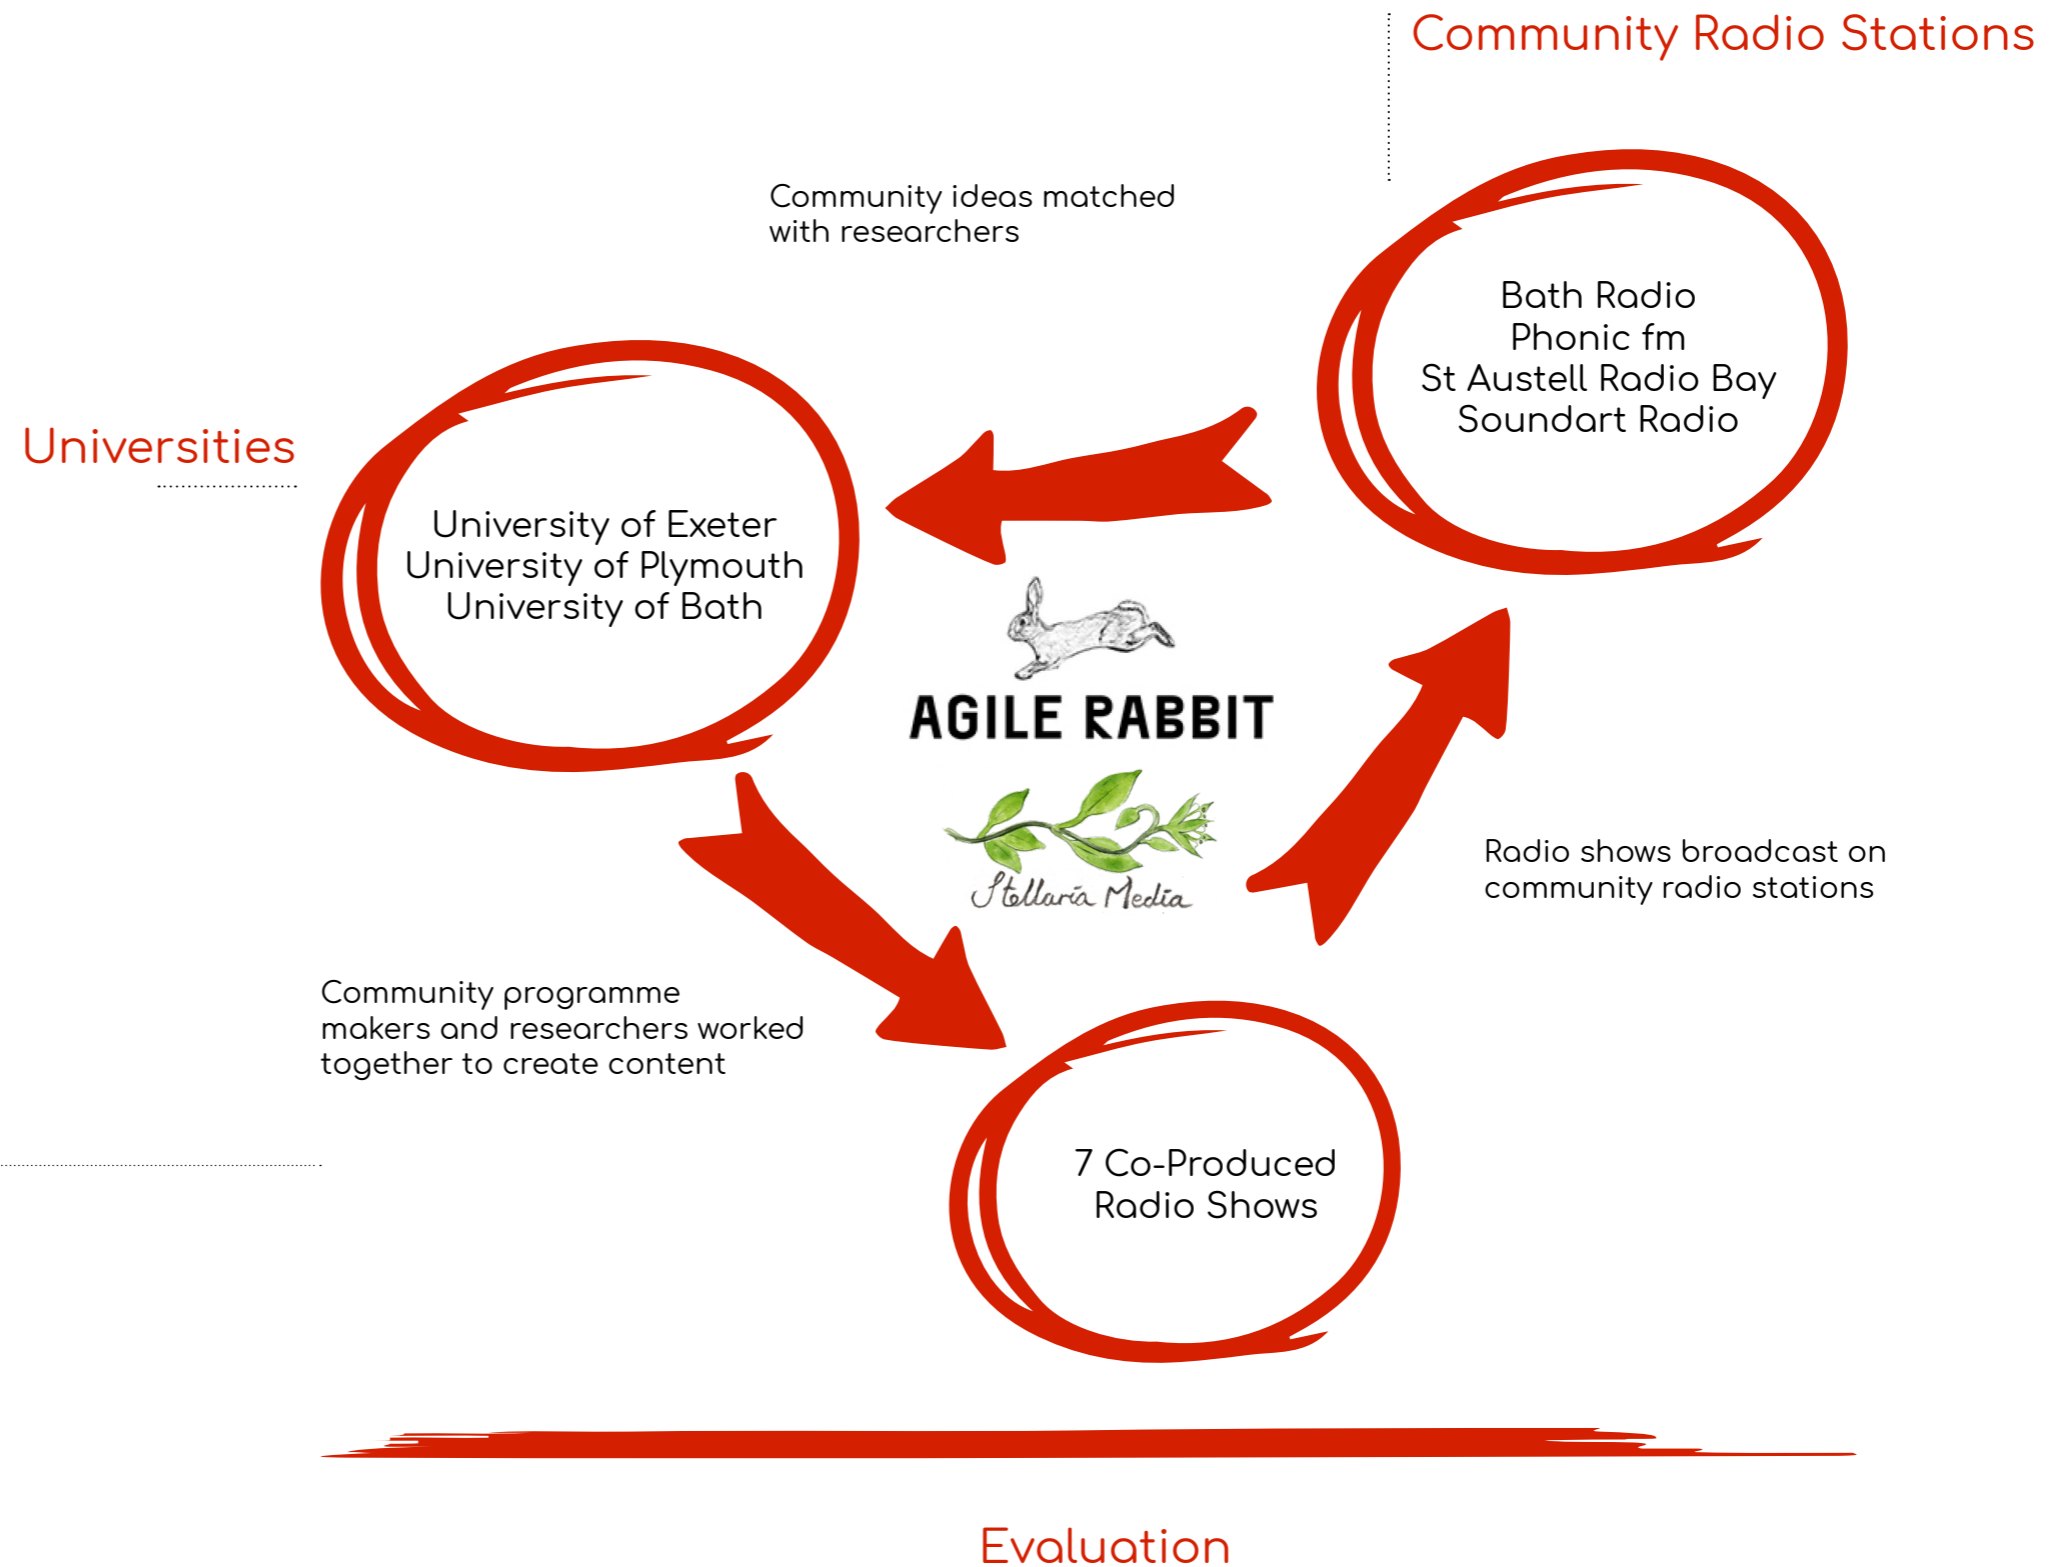 Community Radio Stations
Community ideas matched
with researchers
Bath Radio
Phonic fm
St Austell Radio Bay
Soundart Radio
Universities
University of Exeter
University of Plymouth
University of Bath
AGILE RABBIT
Stellaria Media
Radio shows broadcast on
community radio stations
Community programme
makers and researchers worked
together to create content
7 Co-Produced
Radio Shows
Evaluation